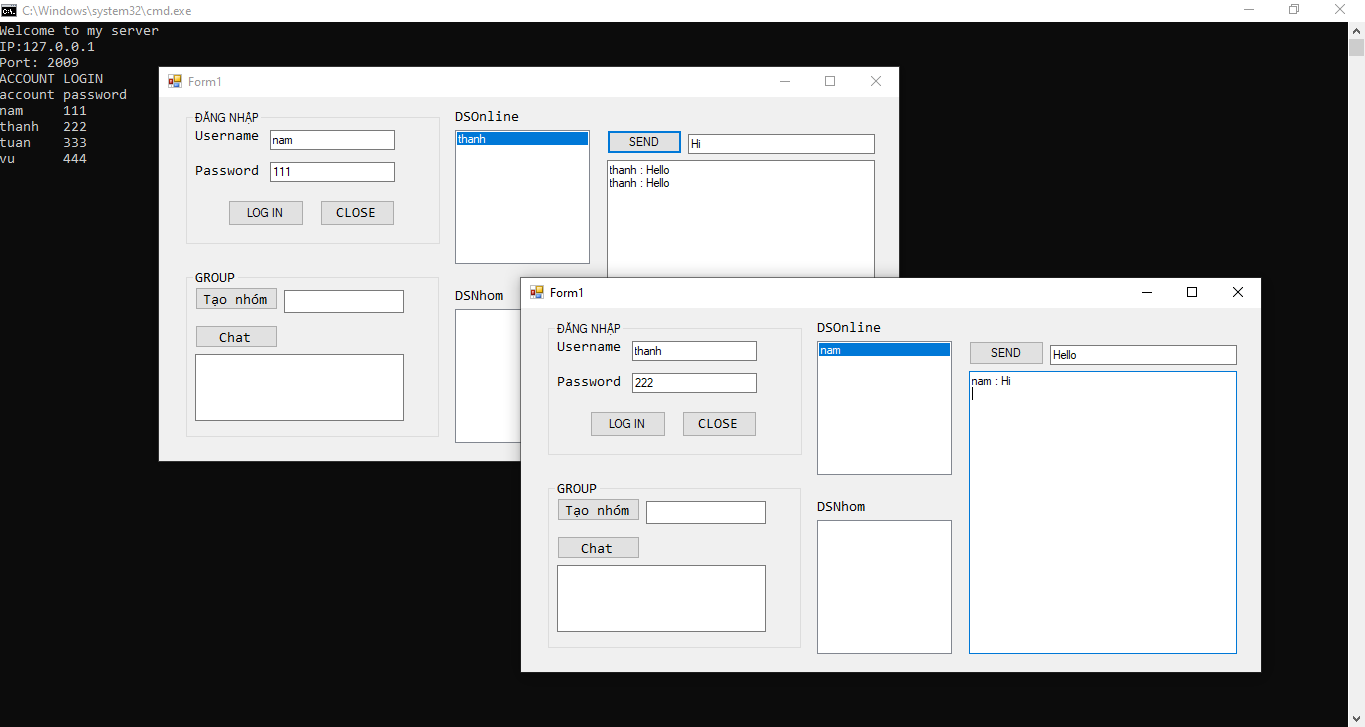 C:\Windows\system32\cmd.exe
Welcome to my server
IP:127.0.0.1
Port: 2009
ACCOUNT LOGIN
account password
nam 111
thanh 222
tuan 333
vu 444
Form1
ĐĂNG NHẬP
Username nam
Password 111
LOG IN CLOSE
DSOnline
thanh
SEND Hi
thanh : Hello
thanh : Hello
GROUP
Tạo nhóm
Chat
DSNhom
Form1
ĐĂNG NHẬP
Username thanh
Password 222
LOG IN CLOSE
DSOnline
nam
SEND Hello
nam : Hi
GROUP
Tạo nhóm
Chat
DSNhom